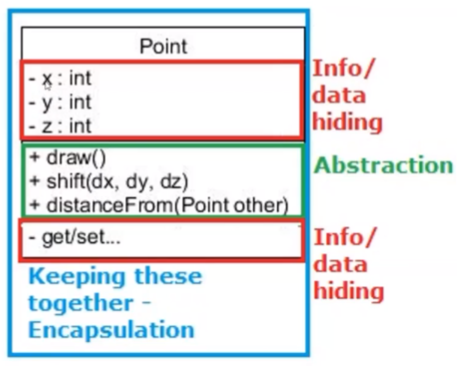 Point
- x : int
- y : int
- z : int
Info/
data
hiding
+ draw()
+ shift(dx, dy, dz)
+ distanceFrom(Point other)
Abstraction
- get/set...
Info/
data
hiding
Keeping these
together -
Encapsulation